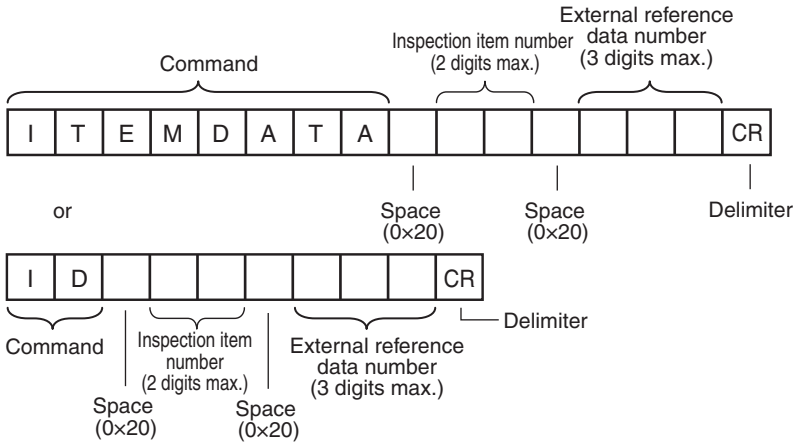 Command
Inspection item number
(2 digits max.)
External reference
data number
(3 digits max.)
I T E M D A T A CR
Space
(0×20)
Space
(0×20)
Delimiter
or
I D CR
Delimiter
Command
Inspection item
number
(2 digits max.)
External reference
data number
(3 digits max.)
Space
(0×20)
Space
(0×20)